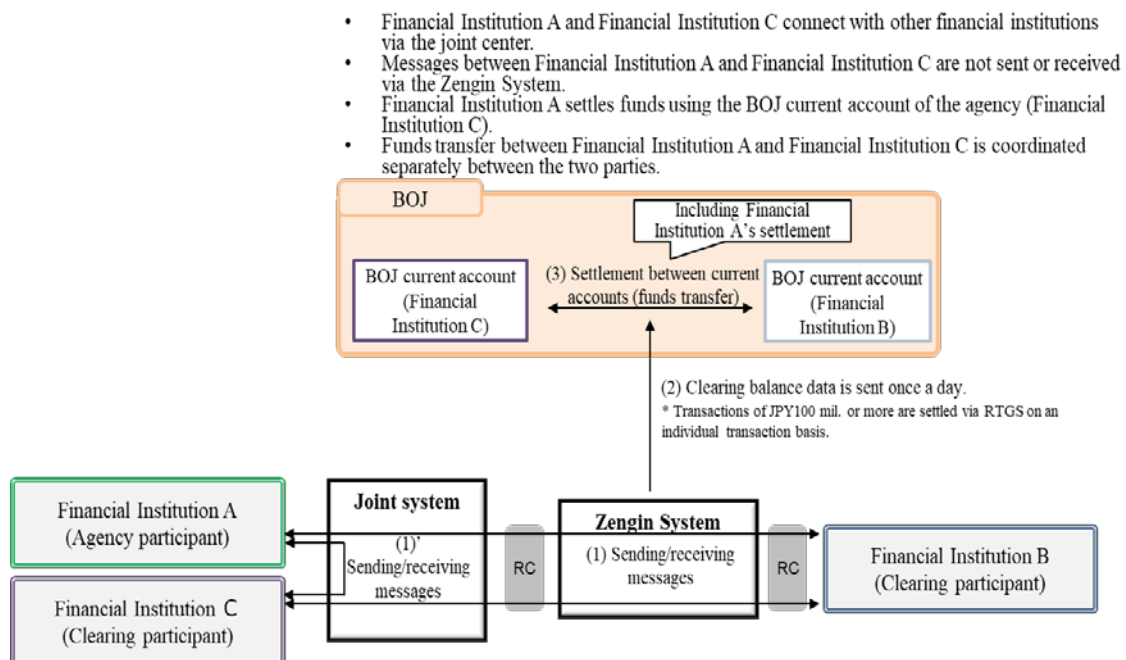 • Financial Institution A and Financial Institution C connect with other financial institutions
via the joint center.
• Messages between Financial Institution A and Financial Institution C are not sent or received
via the Zengin System.
• Financial Institution A settles funds using the BOJ current account of the agency (Financial
Institution C).
• Funds transfer between Financial Institution A and Financial Institution C is coordinated
separately between the two parties.
BOJ
Including Financial
Institution A's settlement
BOJ current account
(Financial
Institution C)
(3) Settlement between current
accounts (funds transfer)
BOJ current account
(Financial
Institution B)
(2) Clearing balance data is sent once a day.
* Transactions of JPY100 mil. or more are settled via RTGS on an
individual transaction basis.
Financial Institution A
(Agency participant)
Financial Institution C
(Clearing participant)
Joint system
(1)'
Sending/receiving
messages
RC
Zengin System
(1) Sending/receiving
messages
RC
Financial Institution B
(Clearing participant)